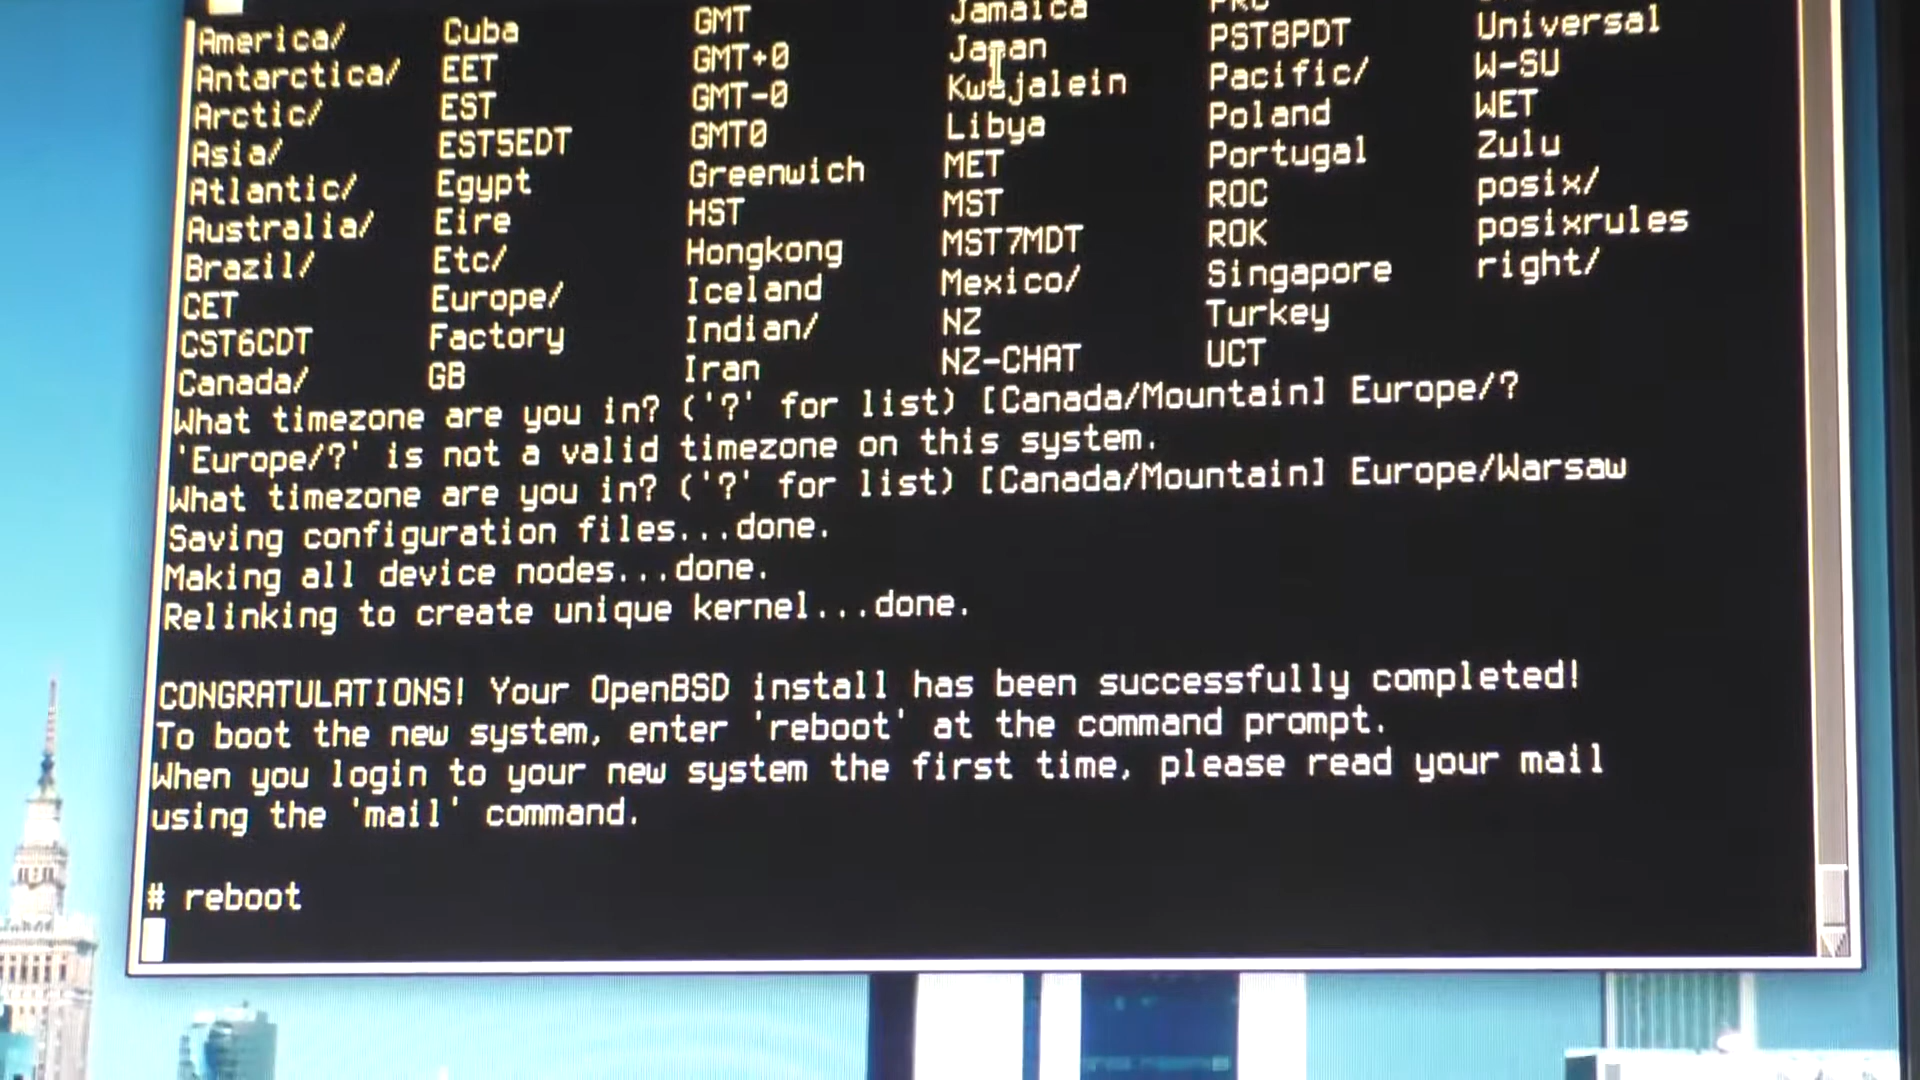 America/ Cuba GMT Jamaica PST8PDT Universal
Antarctica/ EET GMT+0 Japan Pacific/ W-SU
Arctic/ EST GMT-0 Kwajalein Poland WET
Asia/ EST5EDT GMT0 Libya Portugal Zulu
Atlantic/ Egypt Greenwich MET ROC posix/
Australia/ Eire HST MST ROK posixrules
Brazil/ Etc/ Hongkong MST7MDT Singapore right/
CET Europe/ Iceland Mexico/ Turkey
CST6CDT Factory Indian/ NZ UCT
Canada/ GB Iran NZ-CHAT
What timezone are you in? ('?' for list) [Canada/Mountain] Europe/?
'Europe/?' is not a valid timezone on this system.
What timezone are you in? ('?' for list) [Canada/Mountain] Europe/Warsaw
Saving configuration files...done.
Making all device nodes...done.
Relinking to create unique kernel...done.
CONGRATULATIONS! Your OpenBSD install has been successfully completed!
To boot the new system, enter 'reboot' at the command prompt.
When you login to your new system the first time, please read your mail
using the 'mail' command.
# reboot